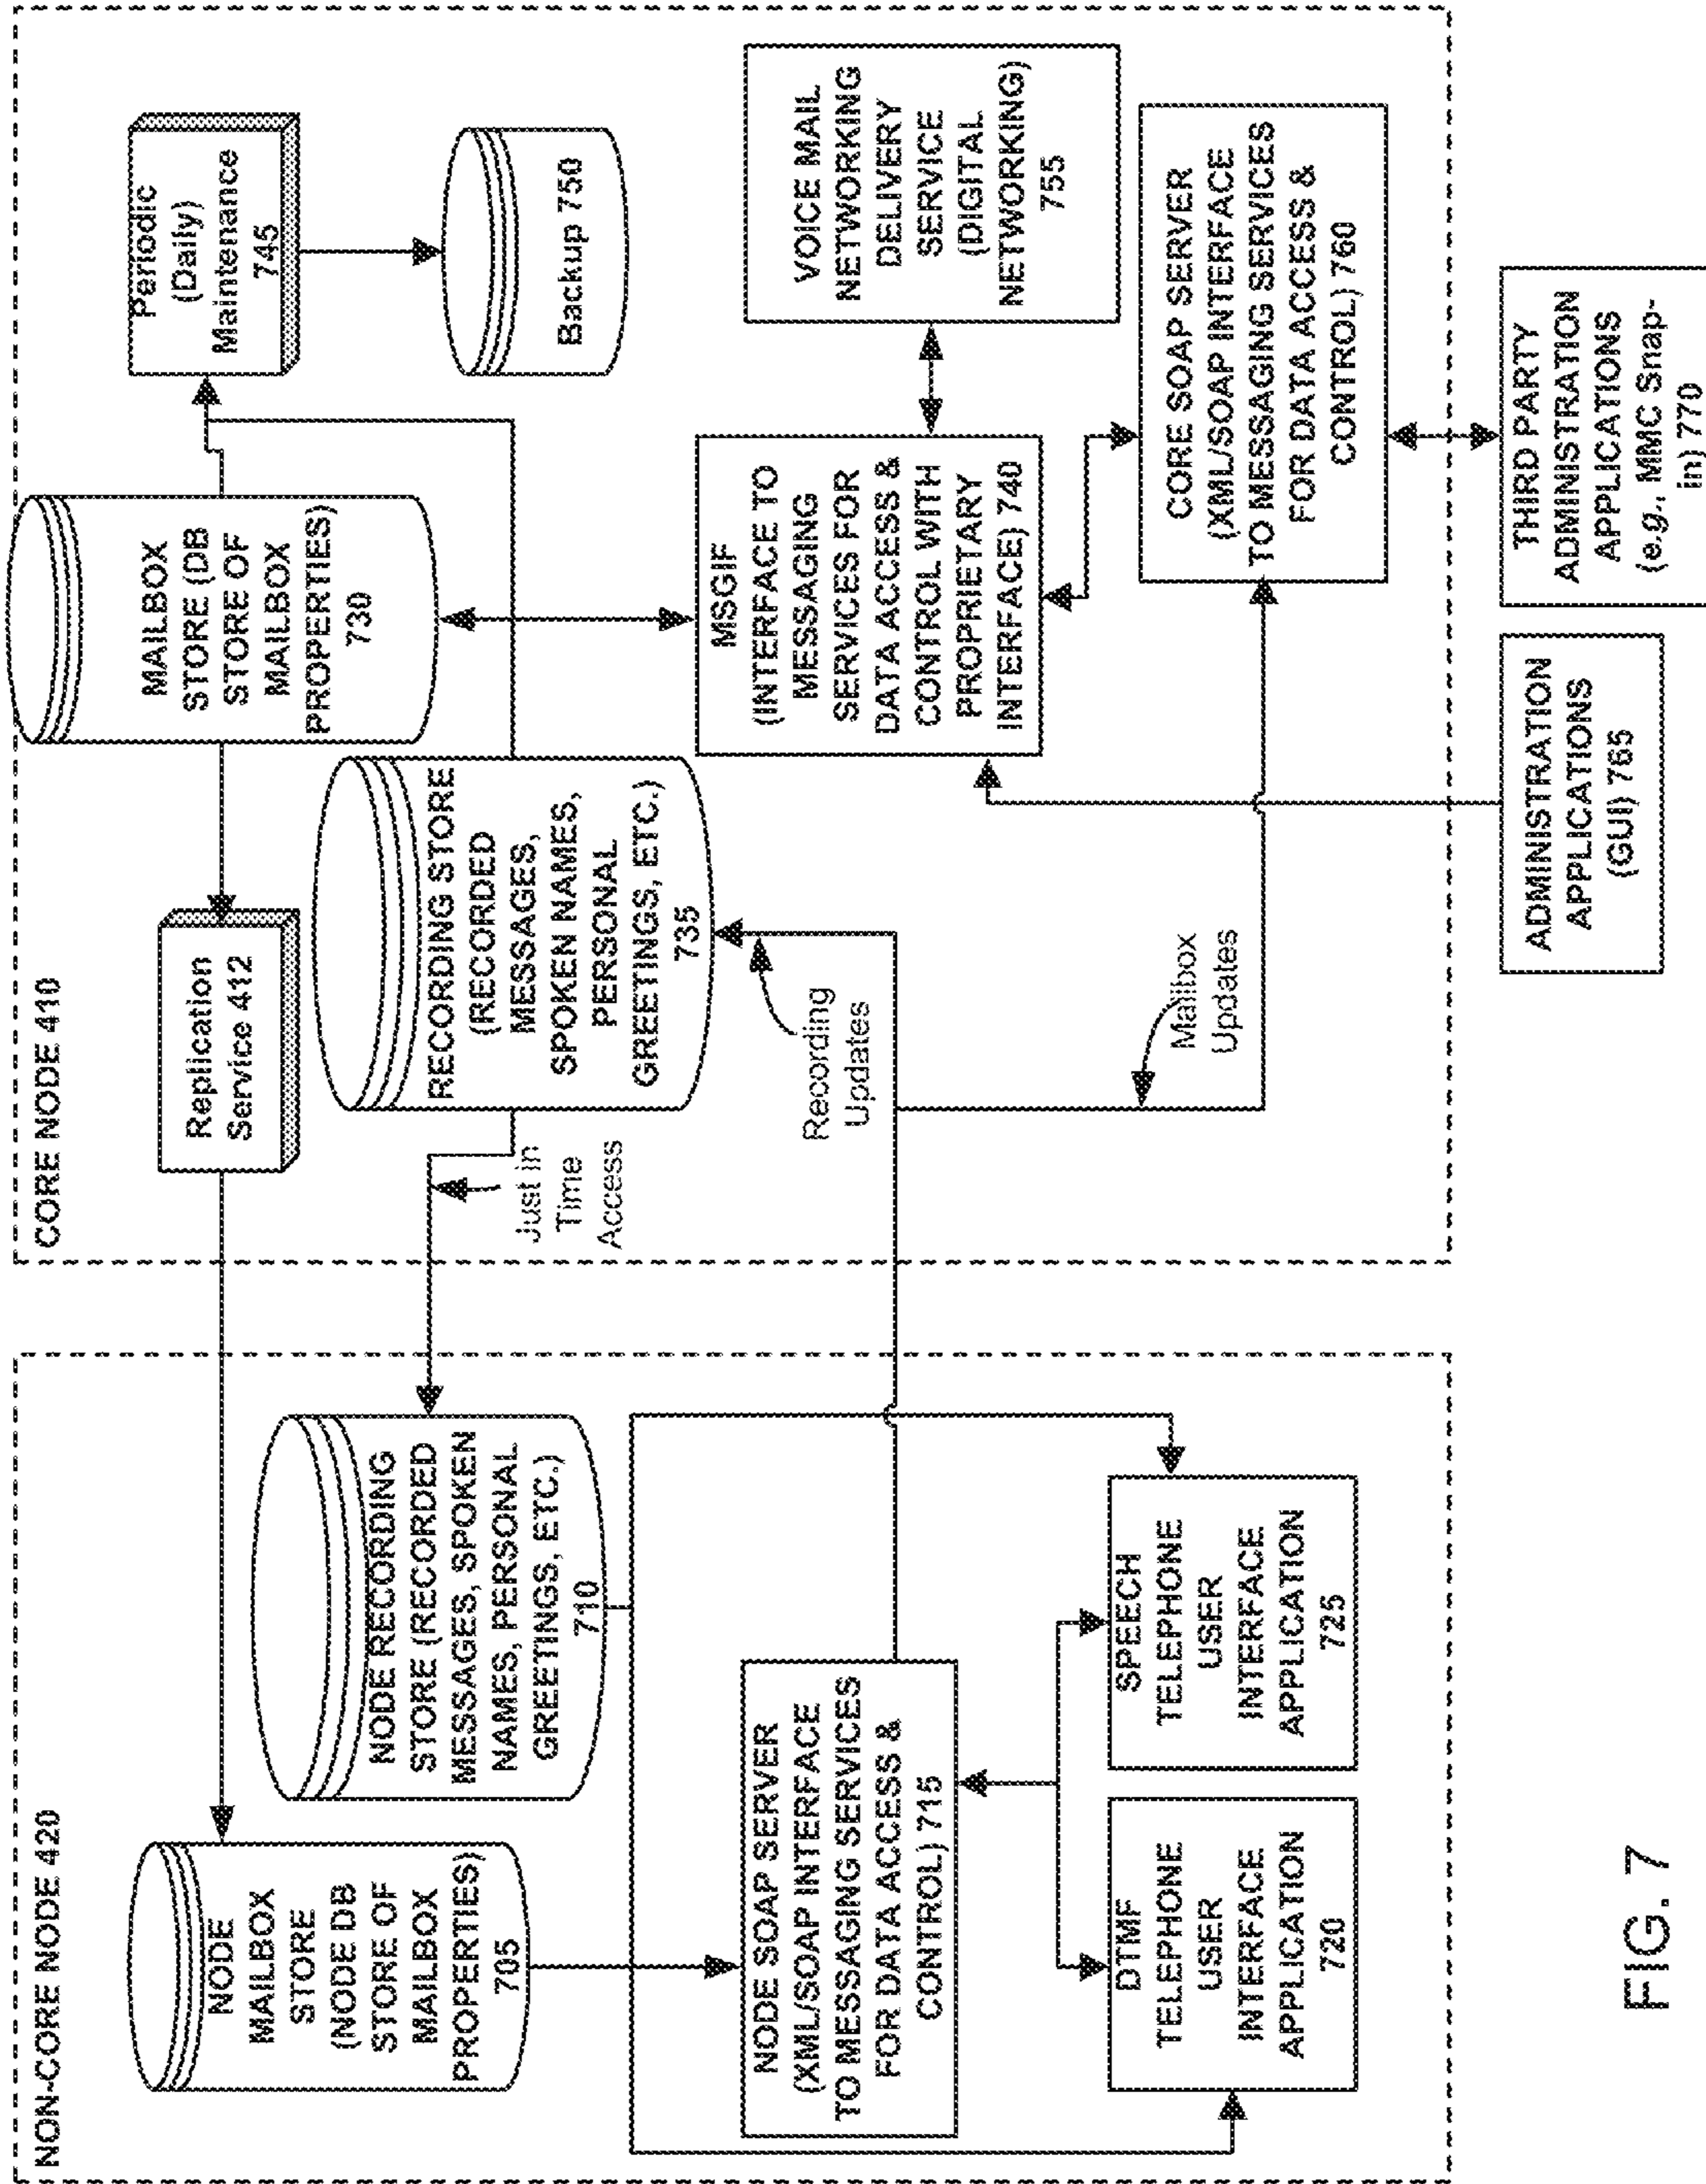 NON-CORE NODE 420
NODE
MAILBOX
STORE
(NODE DB
STORE OF
MAILBOX
PROPERTIES)
705
NODE RECORDING
STORE (RECORDED
MESSAGES, SPOKEN
NAMES, PERSONAL
GREETINGS, ETC.)
710
NODE SOAP SERVER
(XML/SOAP INTERFACE
TO MESSAGING SERVICES
FOR DATA ACCESS &
CONTROL) 715
DTMF
TELEPHONE
USER
INTERFACE
APPLICATION
720
SPEECH
TELEPHONE
USER
INTERFACE
APPLICATION
725
CORE NODE 410
Replication
Service 412
MAILBOX
STORE (DB
STORE OF
MAILBOX
PROPERTIES)
730
Periodic
(Daily)
Maintenance
745
Backup 750
Just in
Time
Access
RECORDING STORE
(RECORDED
MESSAGES,
SPOKEN NAMES,
PERSONAL
GREETINGS, ETC.)
735
Recording
Updates
MSGIF
(INTERFACE TO
MESSAGING
SERVICES FOR
DATA ACCESS &
CONTROL WITH
PROPRIETARY
INTERFACE) 740
VOICE MAIL
NETWORKING
DELIVERY
SERVICE
(DIGITAL
NETWORKING)
755
Mailbox
Updates
CORE SOAP SERVER
(XML/SOAP INTERFACE
TO MESSAGING SERVICES
FOR DATA ACCESS &
CONTROL) 760
ADMINISTRATION
APPLICATIONS
(GUI) 765
THIRD PARTY
ADMINISTRATION
APPLICATIONS
(e.g., MMC Snap-
in) 770
FIG. 7